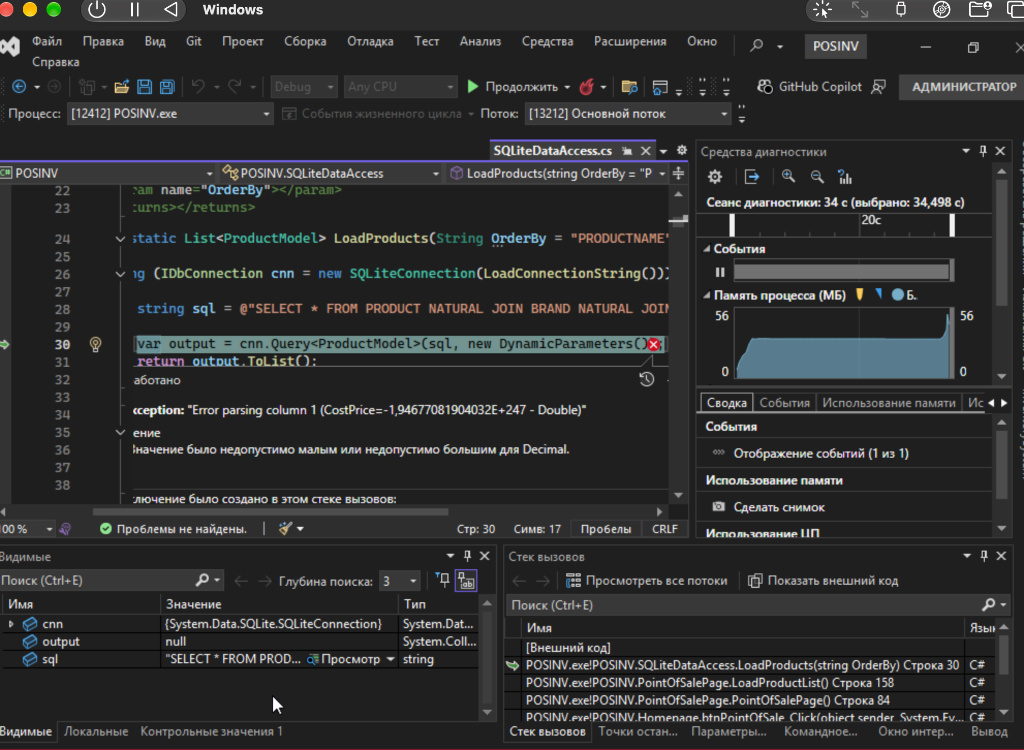 Windows
Файл Правка Вид Git Проект Сборка Отладка Тест Анализ Средства Расширения Окно
POSINV
Справка
Debug Any CPU Продолжить GitHub Copilot АДМИНИСТРАТОР
Процесс: [12412] POSINV.exe События жизненного цикла Поток: [13212] Основной поток
SQLiteDataAccess.cs
POSINV POSINV.SQLiteDataAccess LoadProducts(string OrderBy = "P
22 ram name="OrderBy"></param>
23 turns></returns>
24 static List<ProductModel> LoadProducts(String OrderBy = "PRODUCTNAME"
25
26 ng (IDbConnection cnn = new SQLiteConnection(LoadConnectionString()))
27
28 string sql = @"SELECT * FROM PRODUCT NATURAL JOIN BRAND NATURAL JOIN
29
30 var output = cnn.Query<ProductModel>(sql, new DynamicParameters());
31 return output.ToList();
32 аботано
33
34 xception: "Error parsing column 1 (CostPrice=-1,94677081904032E+247 - Double)"
35 ение
36 Значение было недопустимо малым или недопустимо большим для Decimal.
37
38
ключение было создано в этом стеке вызовов:
100 % Проблемы не найдены. Стр: 30 Симв: 17 Пробелы CRLF
Средства диагностики
Сеанс диагностики: 34 с (выбрано: 34,498 с)
20с
События
Память процесса (МБ) Б.
56 56
0 0
Сводка События Использование памяти Ис
События
Отображение событий (1 из 1)
Использование памяти
Сделать снимок
Использование ЦП
Видимые
Поиск (Ctrl+E) Глубина поиска: 3
Имя Значение Тип
cnn {System.Data.SQLite.SQLiteConnection} System.Dat...
output null System.Coll...
sql "SELECT * FROM PROD... Просмотр string
Видимые Локальные Контрольные значения 1
Стек вызовов
Просмотреть все потоки Показать внешний код
Поиск (Ctrl+E)
Имя Язык
[Внешний код]
POSINV.exe!POSINV.SQLiteDataAccess.LoadProducts(string OrderBy) Строка 30 C#
POSINV.exe!POSINV.PointOfSalePage.LoadProductList() Строка 158 C#
POSINV.exe!POSINV.PointOfSalePage.PointOfSalePage() Строка 84 C#
POSINV.exe!POSINV.Homepage.btnPointOfSale_Click(object sender, System.Ev... C#
Стек вызовов Точки остан... Параметры... Командное... Окно интер... Вывод